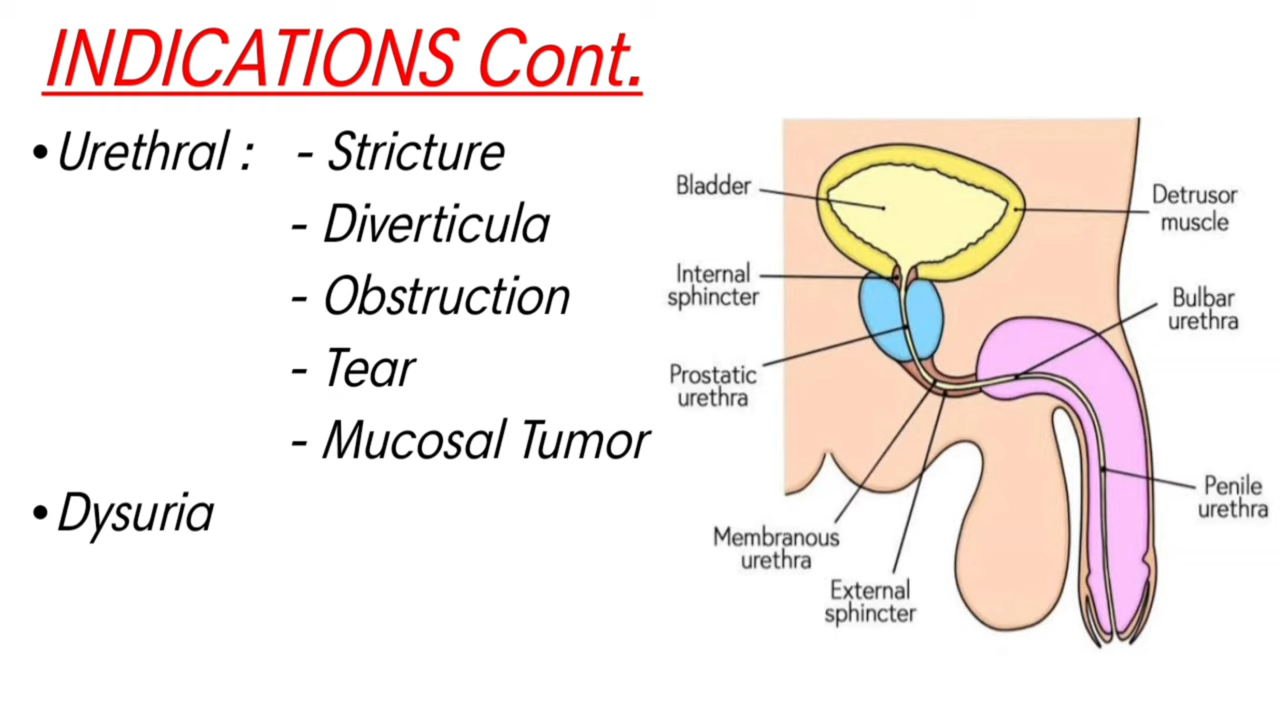 INDICATIONS Cont.
• Urethral : - Stricture
- Diverticula
- Obstruction
- Tear
- Mucosal Tumor
• Dysuria
Bladder
Detrusor
muscle
Internal
sphincter
Bulbar
urethra
Prostatic
urethra
Penile
urethra
Membranous
urethra
External
sphincter